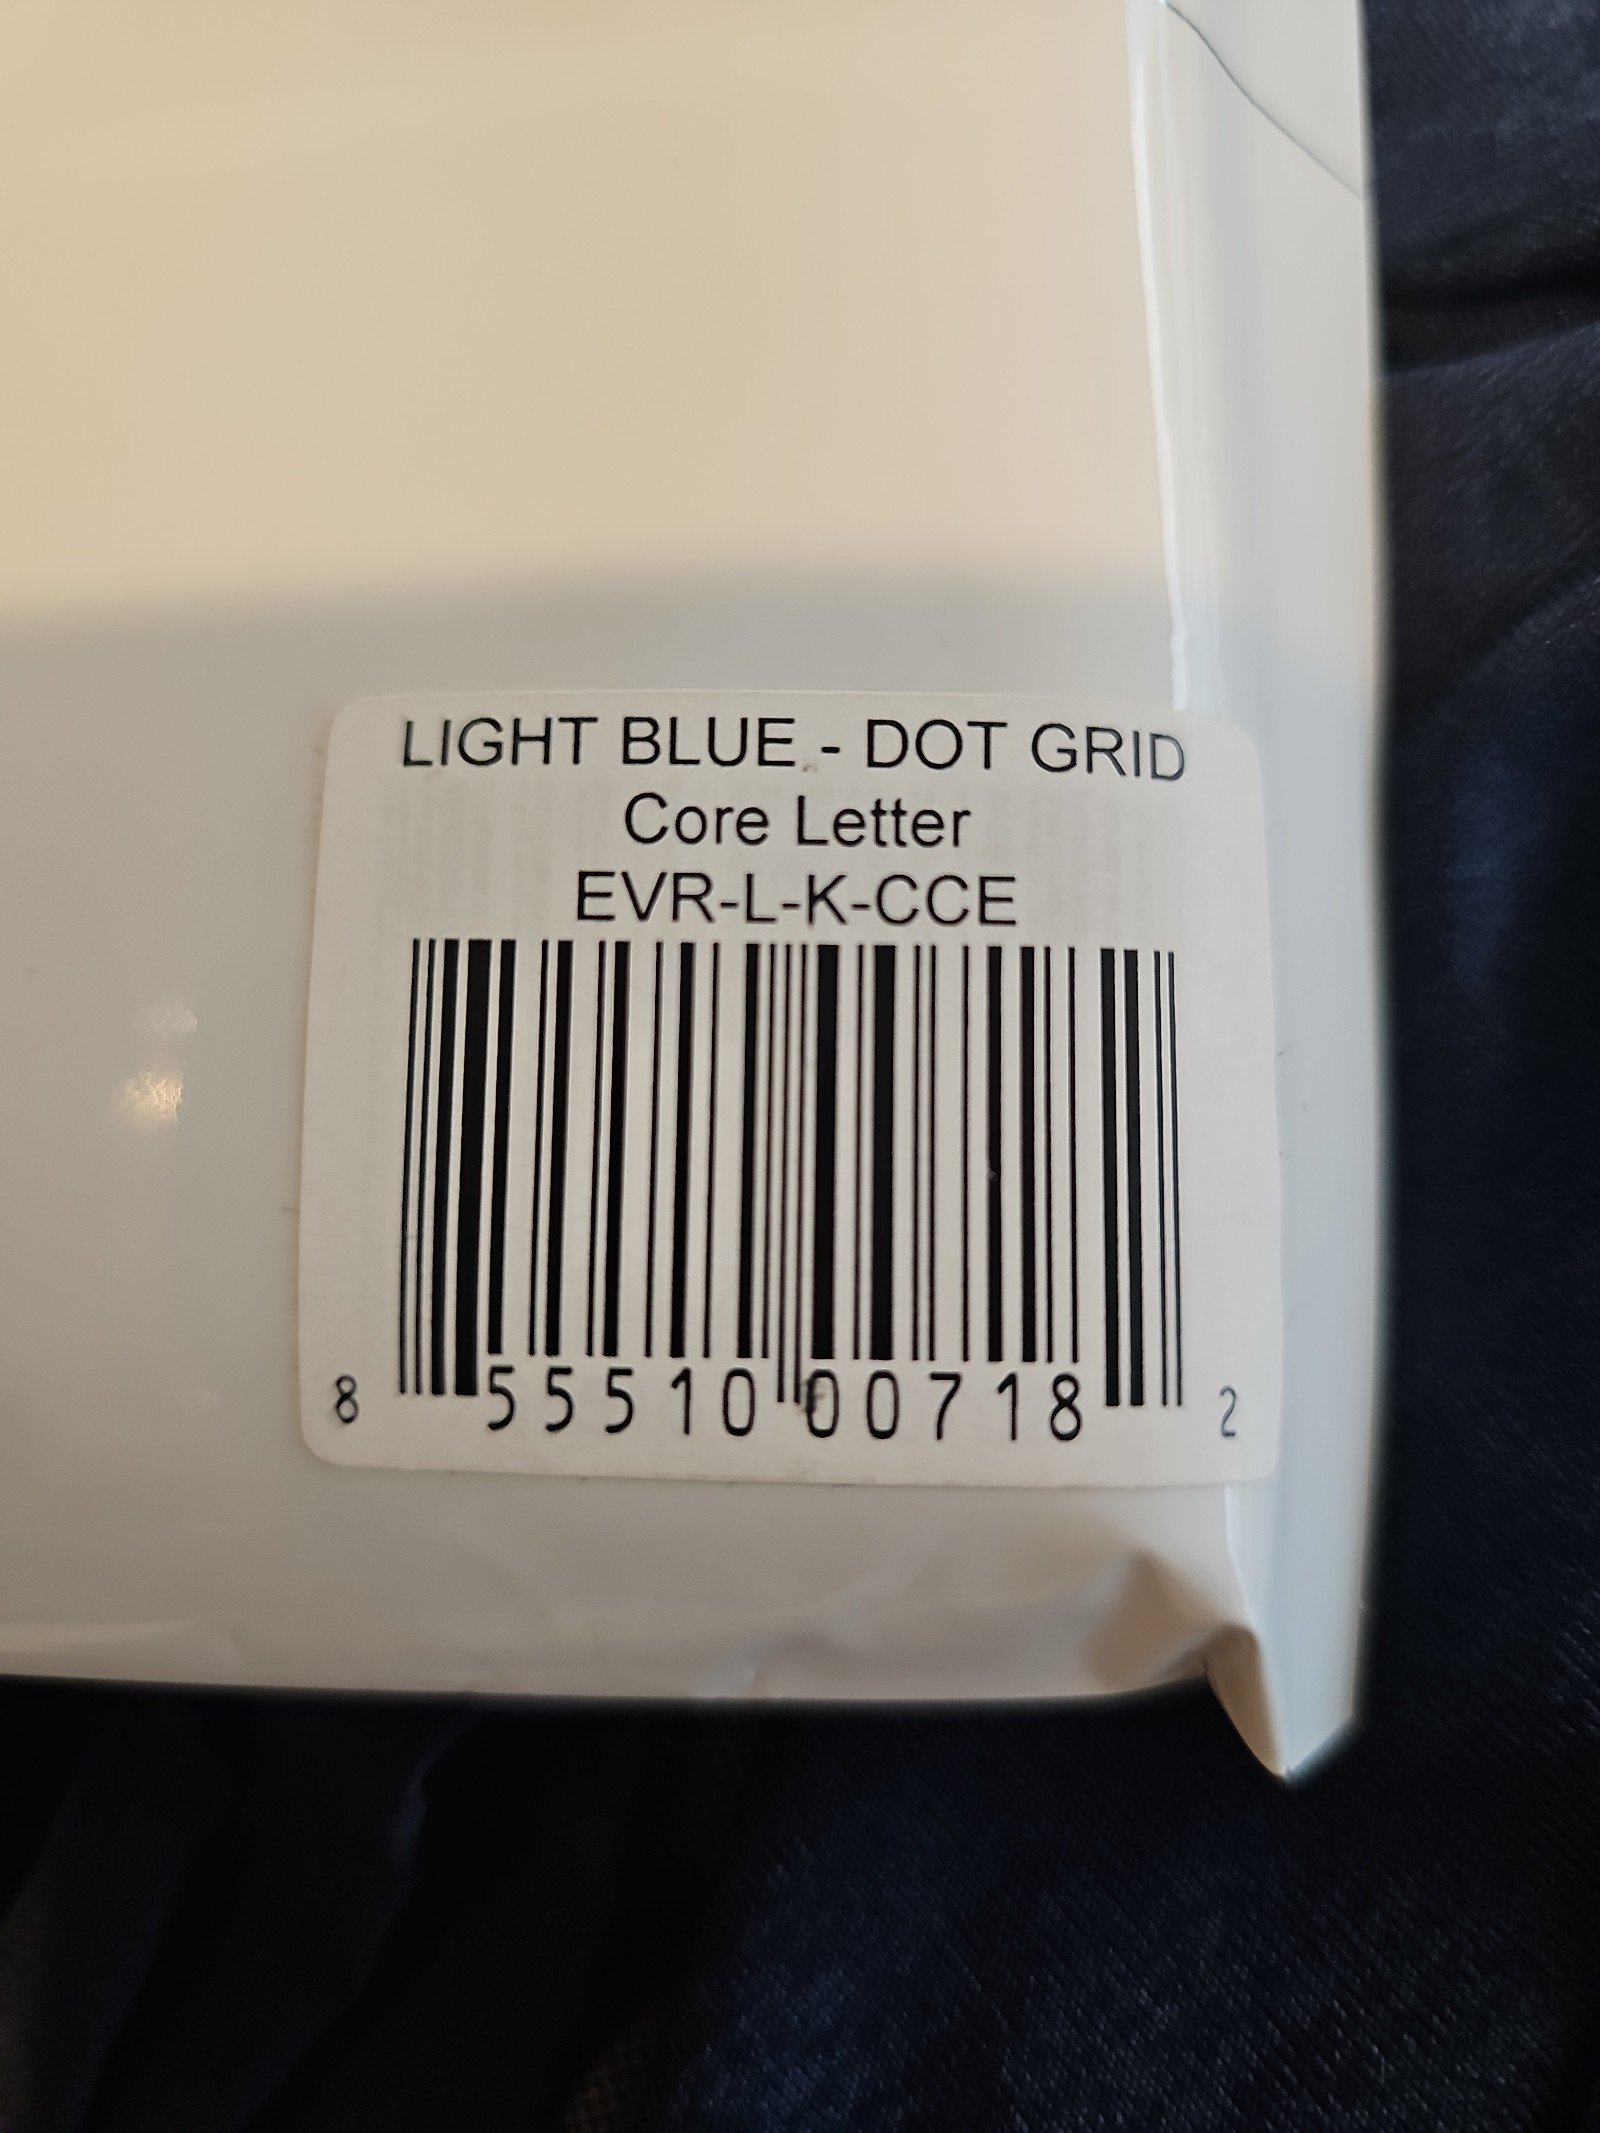 LIGHT BLUE - DOT GRID
Core Letter
EVR-L-K-CCE
8 55510 00718 2